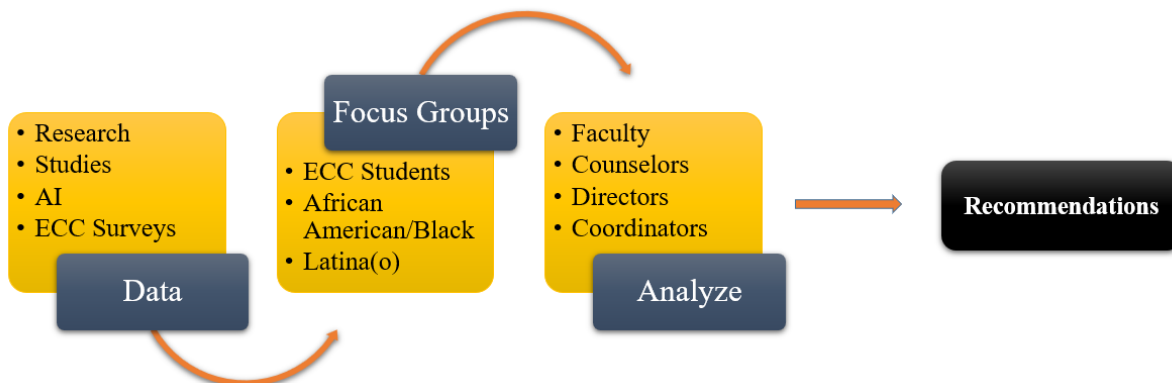 • Research
• Studies
• AI
• ECC Surveys
Data
Focus Groups
• ECC Students
• African
American/Black
• Latina(o)
• Faculty
• Counselors
• Directors
• Coordinators
Analyze
Recommendations